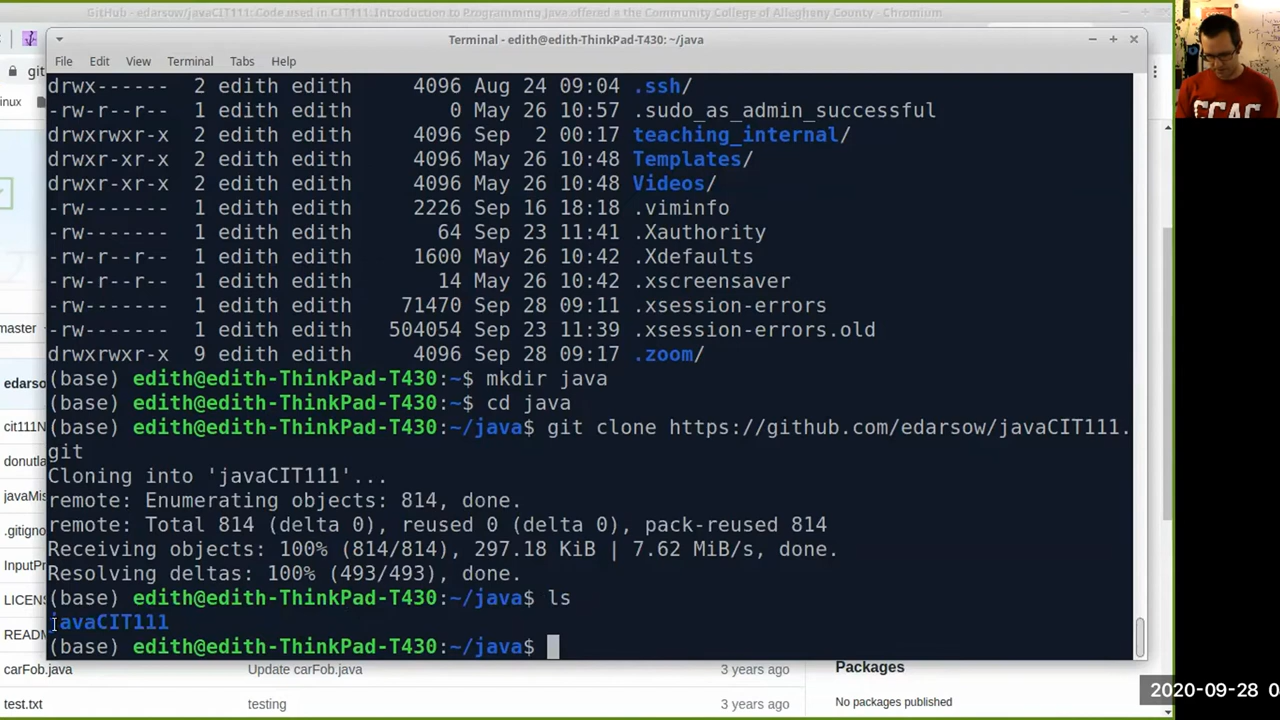 GitHub - edarsow/javaCIT111: Code used in CIT111: Introduction to Programming Java offered a the Community College of Allegheny County - Chromium
Terminal - edith@edith-ThinkPad-T430: ~/java
File Edit View Terminal Tabs Help
drwx------ 2 edith edith 4096 Aug 24 09:04 .ssh/
-rw-r--r-- 1 edith edith 0 May 26 10:57 .sudo_as_admin_successful
drwxrwxr-x 2 edith edith 4096 Sep 2 00:17 teaching_internal/
drwxr-xr-x 2 edith edith 4096 May 26 10:48 Templates/
drwxr-xr-x 2 edith edith 4096 May 26 10:48 Videos/
-rw------- 1 edith edith 2226 Sep 16 18:18 .viminfo
-rw------- 1 edith edith 64 Sep 23 11:41 .Xauthority
-rw-r--r-- 1 edith edith 1600 May 26 10:42 .Xdefaults
-rw-r--r-- 1 edith edith 14 May 26 10:42 .xscreensaver
-rw------- 1 edith edith 71470 Sep 28 09:11 .xsession-errors
-rw------- 1 edith edith 504054 Sep 23 11:39 .xsession-errors.old
drwxrwxr-x 9 edith edith 4096 Sep 28 09:17 .zoom/
(base) edith@edith-ThinkPad-T430:~$ mkdir java
(base) edith@edith-ThinkPad-T430:~$ cd java
(base) edith@edith-ThinkPad-T430:~/java$ git clone https://github.com/edarsow/javaCIT111.
git
Cloning into 'javaCIT111'...
remote: Enumerating objects: 814, done.
remote: Total 814 (delta 0), reused 0 (delta 0), pack-reused 814
Receiving objects: 100% (814/814), 297.18 KiB | 7.62 MiB/s, done.
Resolving deltas: 100% (493/493), done.
(base) edith@edith-ThinkPad-T430:~/java$ ls
javaCIT111
(base) edith@edith-ThinkPad-T430:~/java$
git
inux
master
edarso
cit111N
donutla
javaMis
.gitigno
InputPr
LICENS
READM
carFob.java Update carFob.java 3 years ago
test.txt testing 3 years ago
Packages
No packages published
CCAC
2020-09-28 0